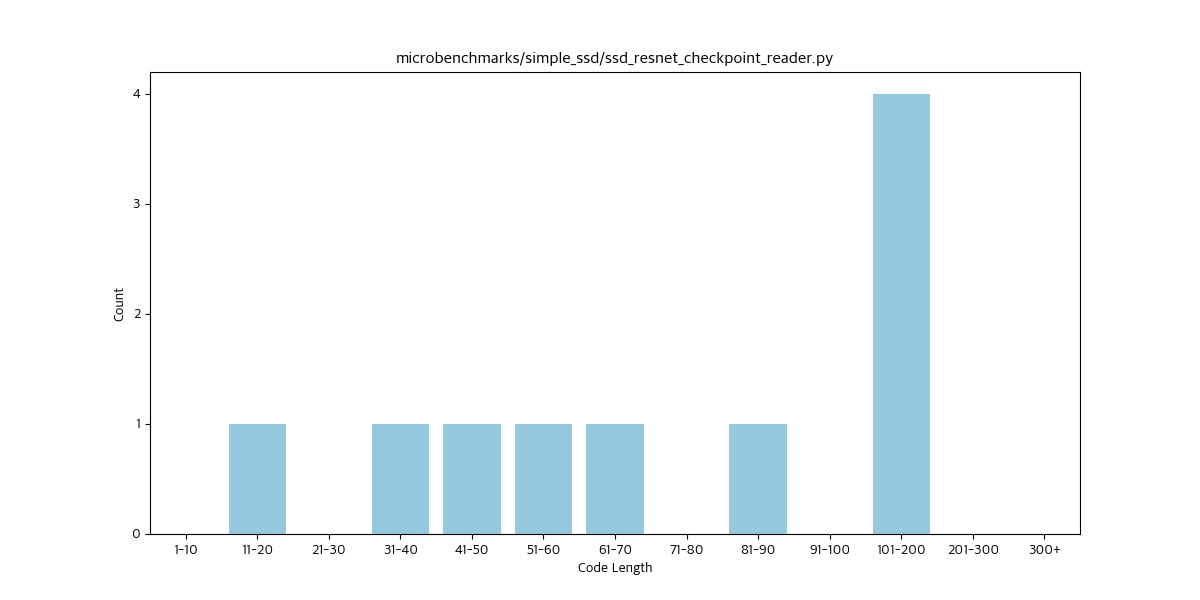 microbenchmarks/simple_ssd/ssd_resnet_checkpoint_reader.py
4
3
2
1
0
Count
1-10 11-20 21-30 31-40 41-50 51-60 61-70 71-80 81-90 91-100 101-200 201-300 300+
Code Length